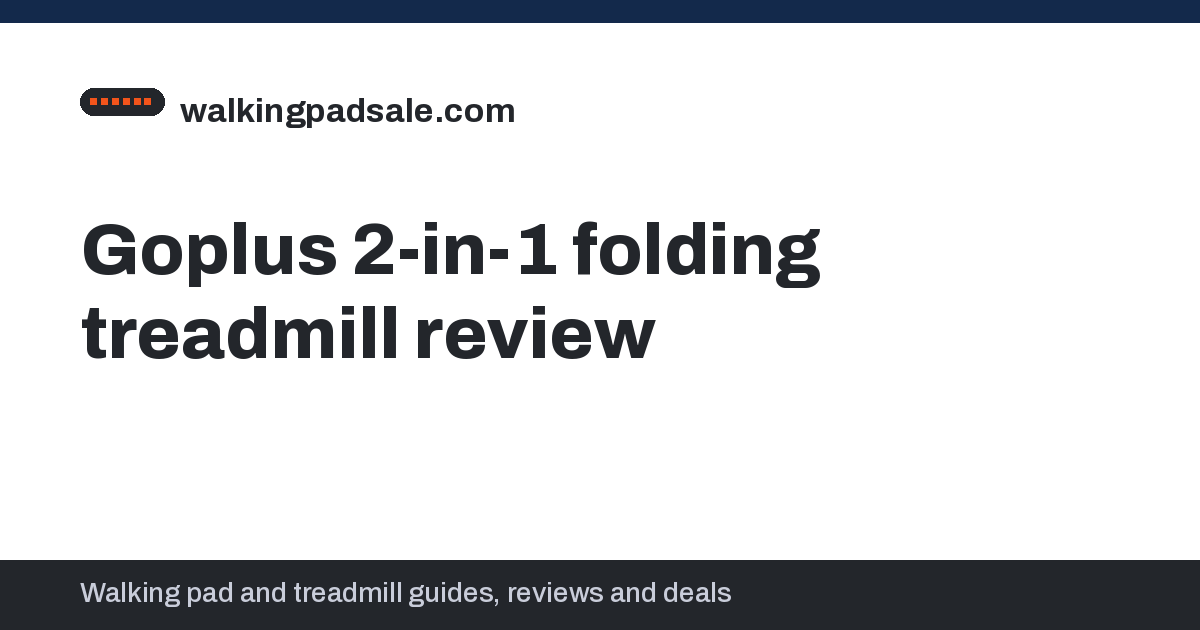 walkingpadsale.com
Goplus 2-in-1 folding
treadmill review
Walking pad and treadmill guides, reviews and deals